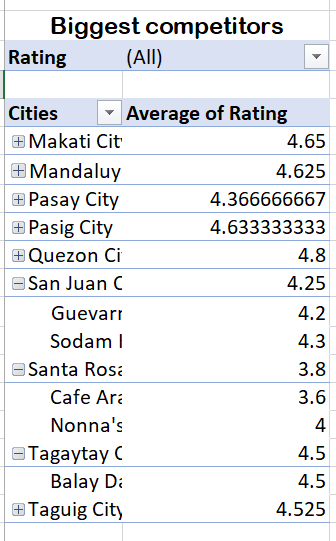 Biggest competitors
Rating (All)
Cities Average of Rating
Makati Cit 4.65
Mandaluy 4.625
Pasay City 4.366666667
Pasig City 4.633333333
Quezon Ci 4.8
San Juan C 4.25
Guevarr 4.2
Sodam 4.3
Santa Rosa 3.8
Cafe Ara 3.6
Nonna's 4
Tagaytay C 4.5
Balay Da 4.5
Taguig City 4.525